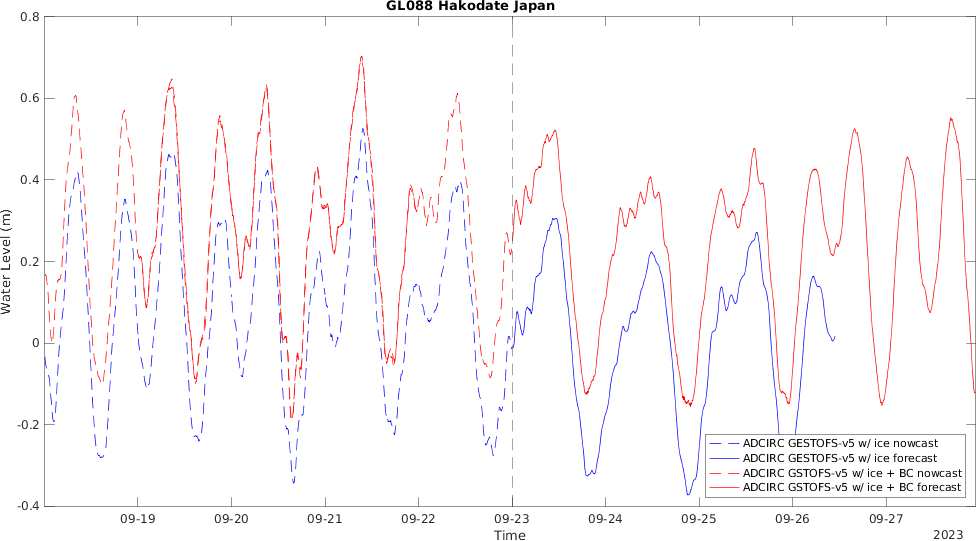 GL088 Hakodate Japan
0.8
0.6
0.4
0.2
0
-0.2
-0.4
Water Level (m)
ADCIRC GESTOFS-v5 w/ ice nowcast
ADCIRC GESTOFS-v5 w/ ice forecast
ADCIRC GSTOFS-v5 w/ ice + BC nowcast
ADCIRC GSTOFS-v5 w/ ice + BC forecast
09-19 09-20 09-21 09-22 09-23 09-24 09-25 09-26 09-27
Time
2023